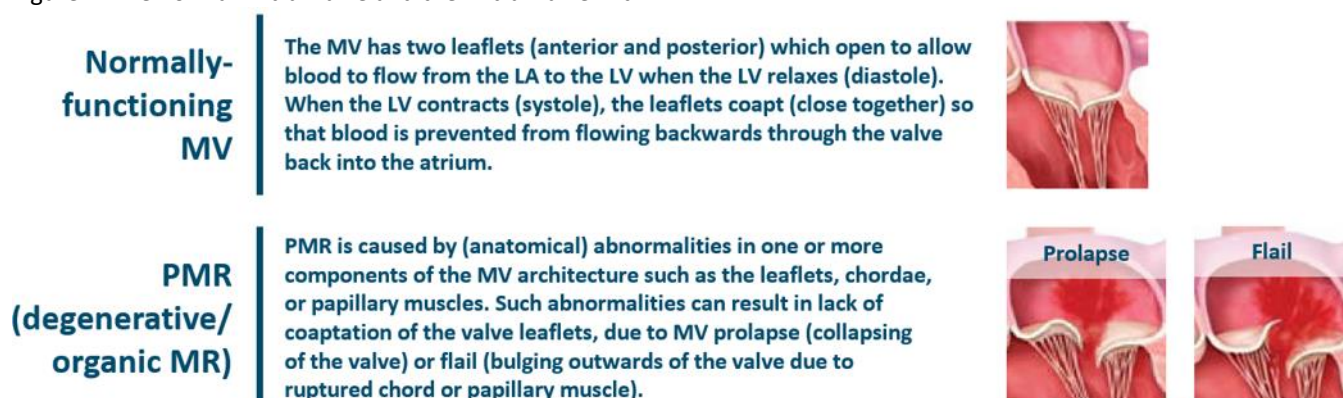 Normally-
functioning
MV
The MV has two leaflets (anterior and posterior) which open to allow
blood to flow from the LA to the LV when the LV relaxes (diastole).
When the LV contracts (systole), the leaflets coapt (close together) so
that blood is prevented from flowing backwards through the valve
back into the atrium.
PMR
(degenerative/
organic MR)
PMR is caused by (anatomical) abnormalities in one or more
components of the MV architecture such as the leaflets, chordae,
or papillary muscles. Such abnormalities can result in lack of
coaptation of the valve leaflets, due to MV prolapse (collapsing
of the valve) or flail (bulging outwards of the valve due to
ruptured chord or papillary muscle).
Prolapse
Flail